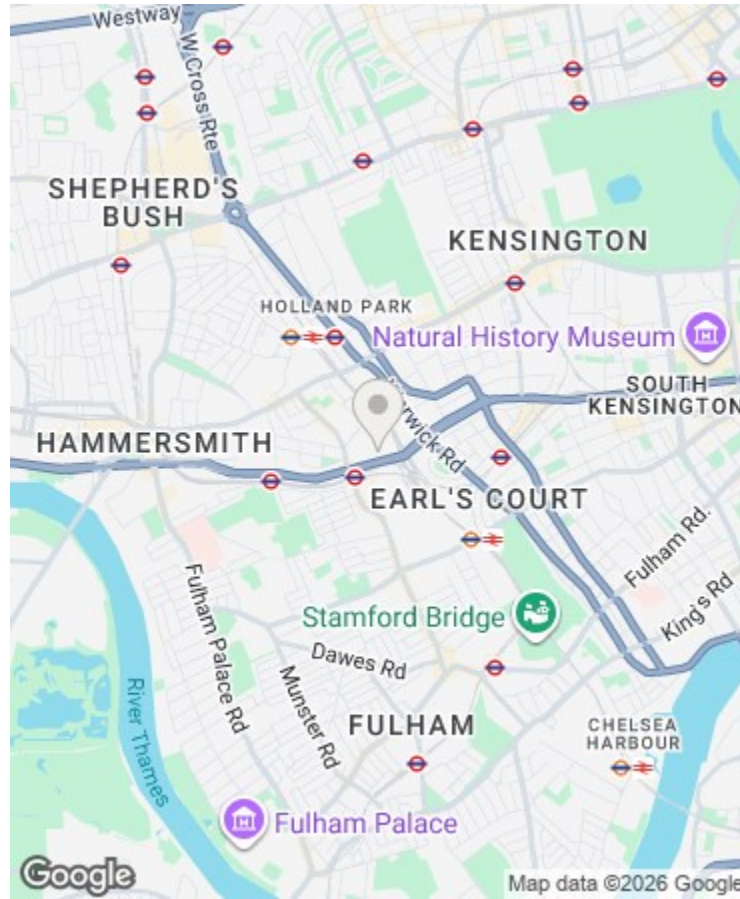 Westway
W Cross Rte
SHEPHERD'S
BUSH
KENSINGTON
HOLLAND PARK
Natural History Museum
SOUTH
KENSINGTON
HAMMERSMITH
Warwick Rd
EARL'S COURT
Fulham Rd.
King's Rd
Stamford Bridge
Fulham Palace Rd
Dawes Rd
Munster Rd
River Thames
FULHAM
CHELSEA
HARBOUR
Fulham Palace
Google
Map data ©2026 Google